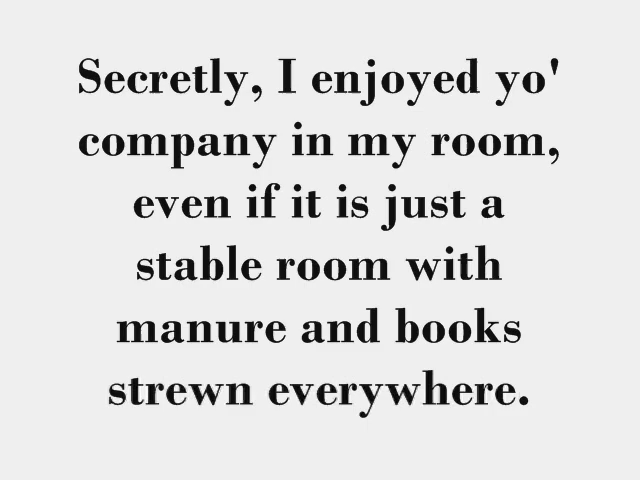 Secretly, I enjoyed yo'
company in my room,
even if it is just a
stable room with
manure and books
strewn everywhere.